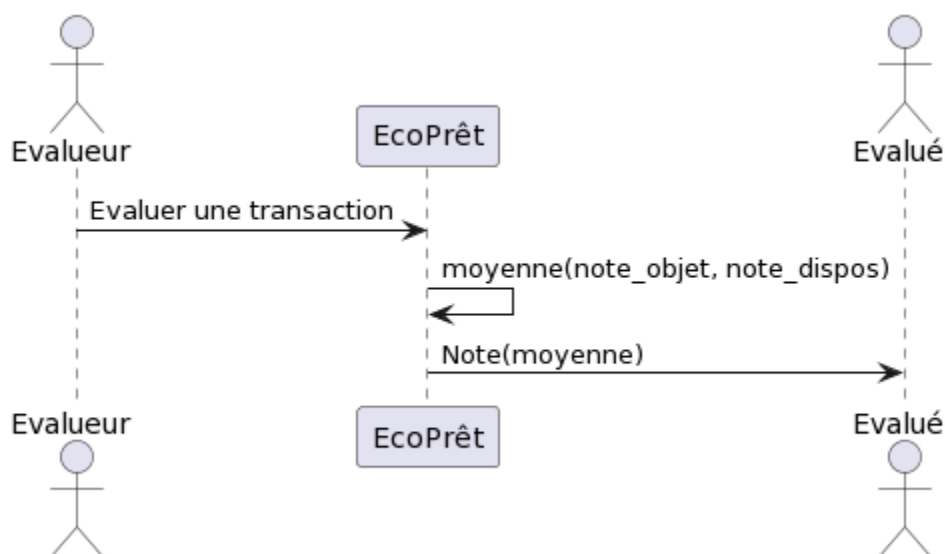 Evalueur
EcoPrêt
Evalué
Evaluer une transaction
moyenne(note_objet, note_dispos)
Note(moyenne)
Evalueur
EcoPrêt
Evalué